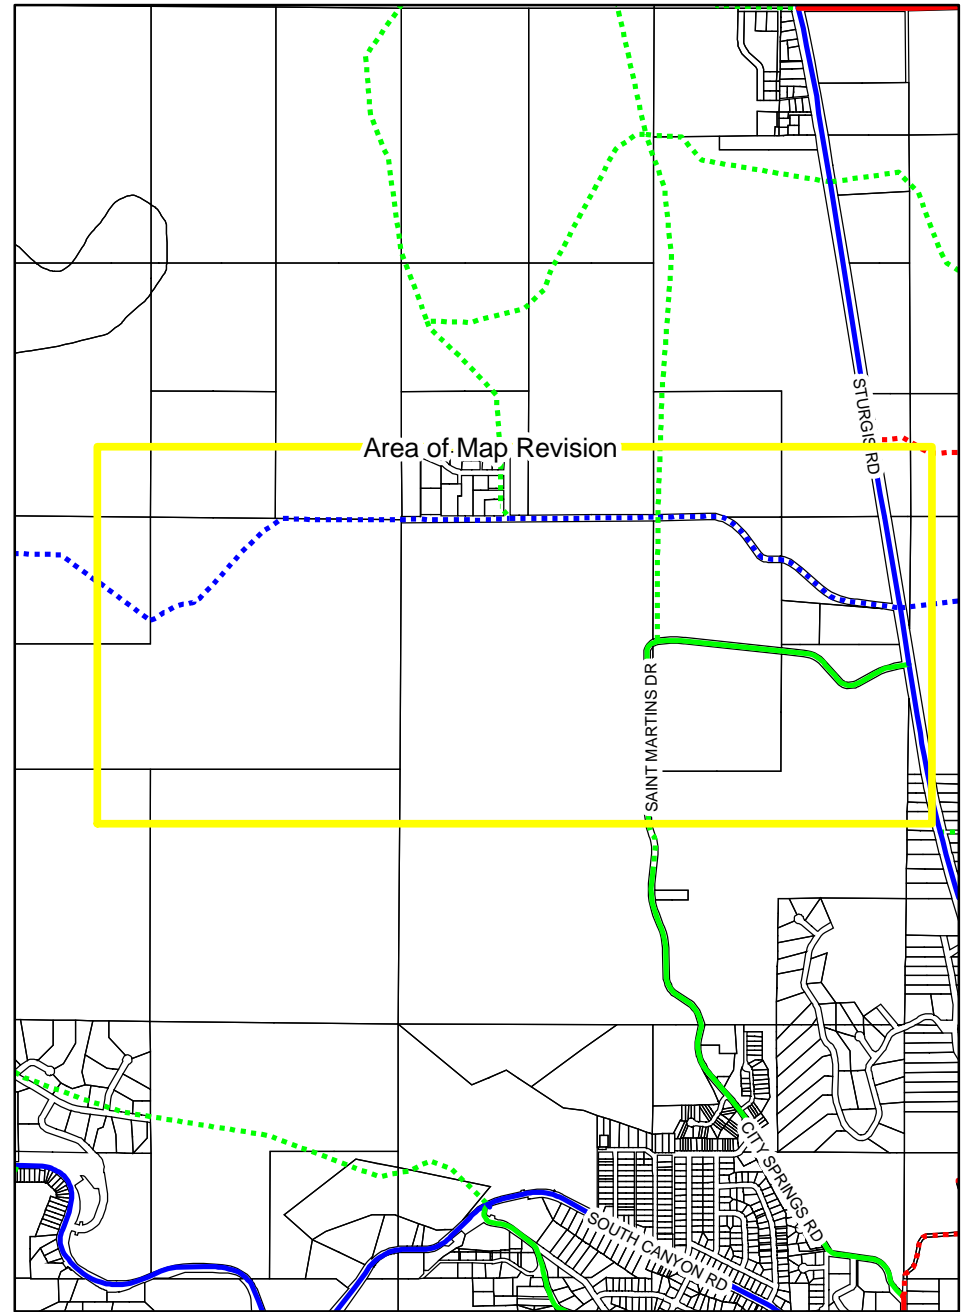 Area of Map Revision
STURGIS RD
SAINT MARTINS DR
CITY SPRINGS RD
SOUTH CANYON RD